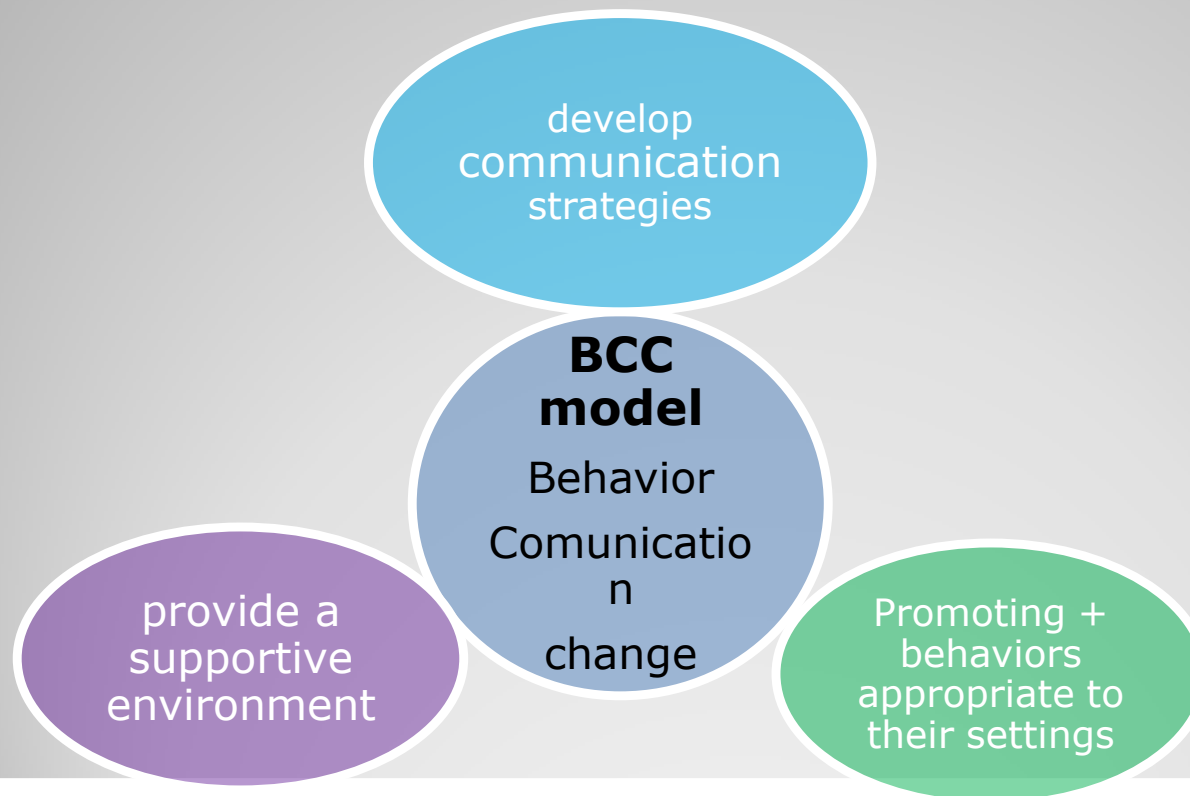 develop
communication
strategies
BCC
model
Behavior
Comunicatio
n
change
provide a
supportive
environment
Promoting +
behaviors
appropriate to
their settings